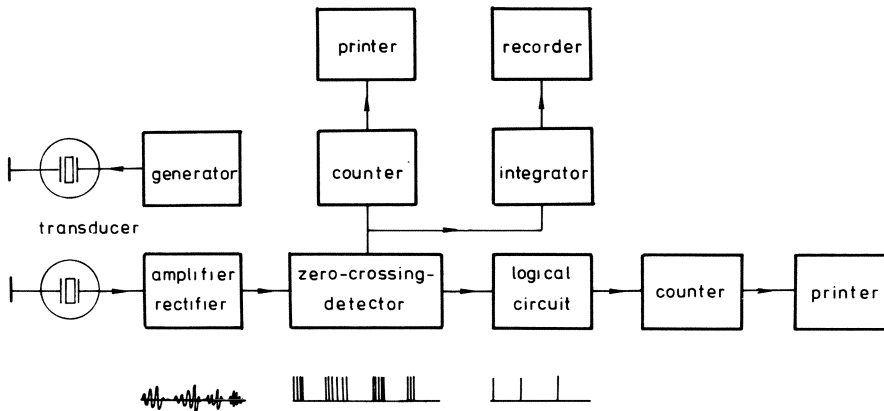 printer
recorder
generator
counter
integrator
transducer
amplifier
rectifier
zero-crossing-
detector
logical
circuit
counter
printer